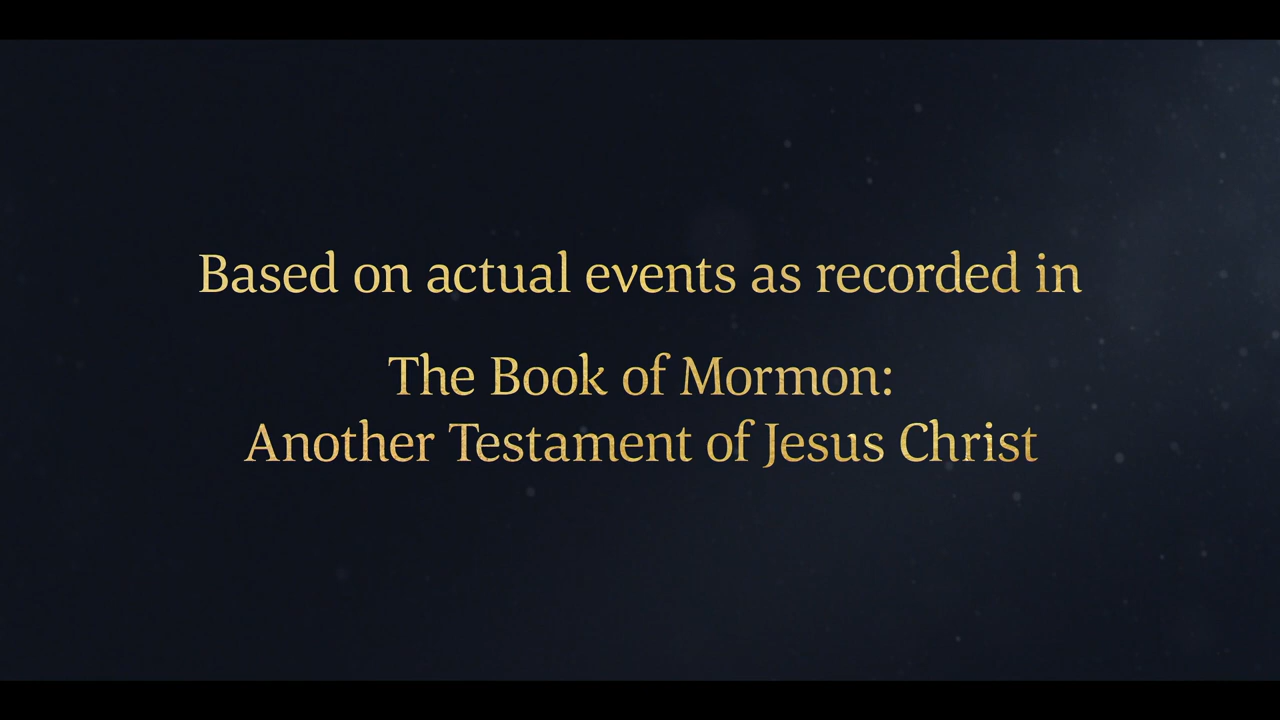 Based on actual events as recorded in
The Book of Mormon:
Another Testament of Jesus Christ